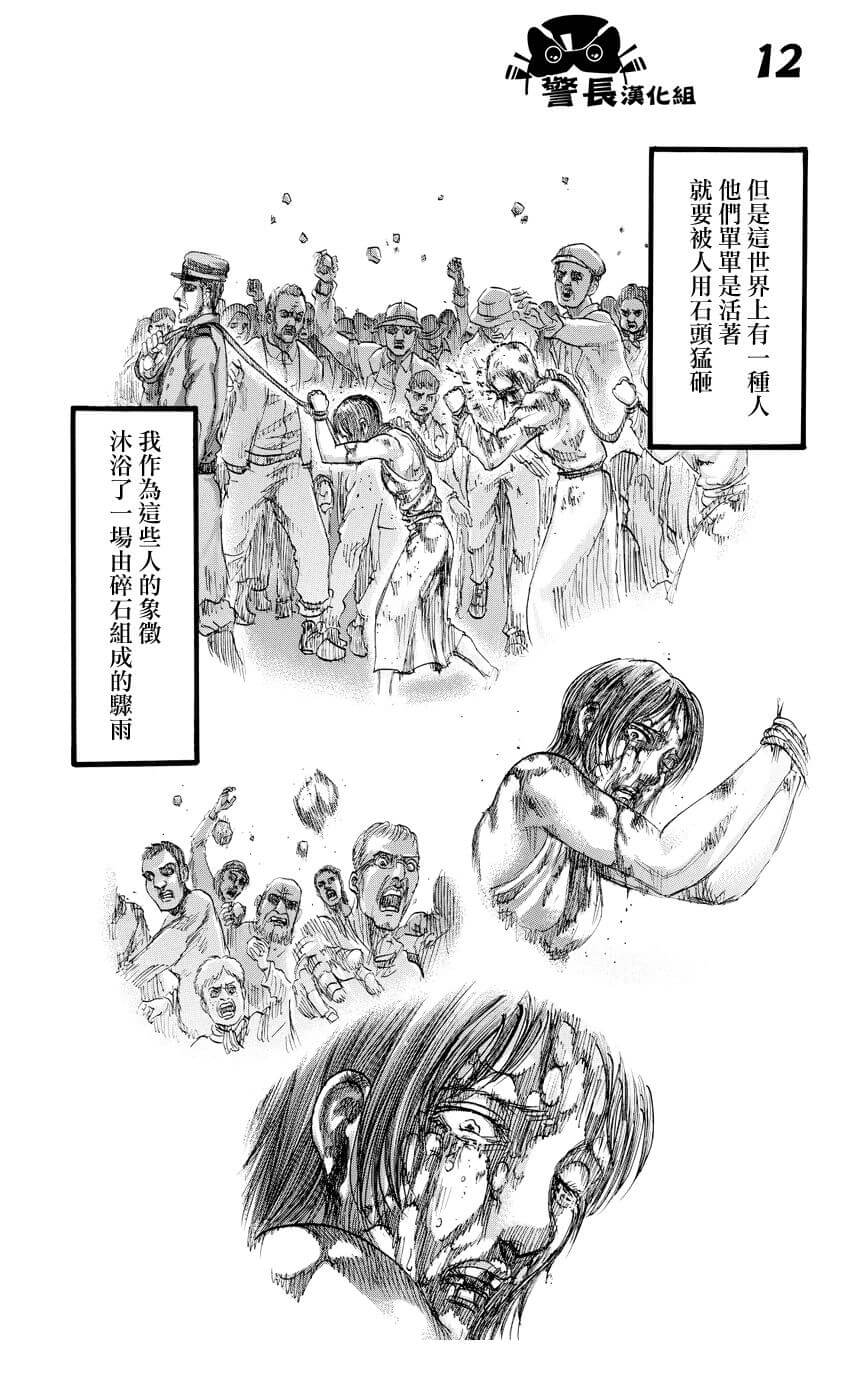 警長漢化組
12
但是這世界上有一種人
他們單單是活著
就要被人用石頭猛砸
我作為這些人的象徵
沐浴了一場由碎石組成的驟雨